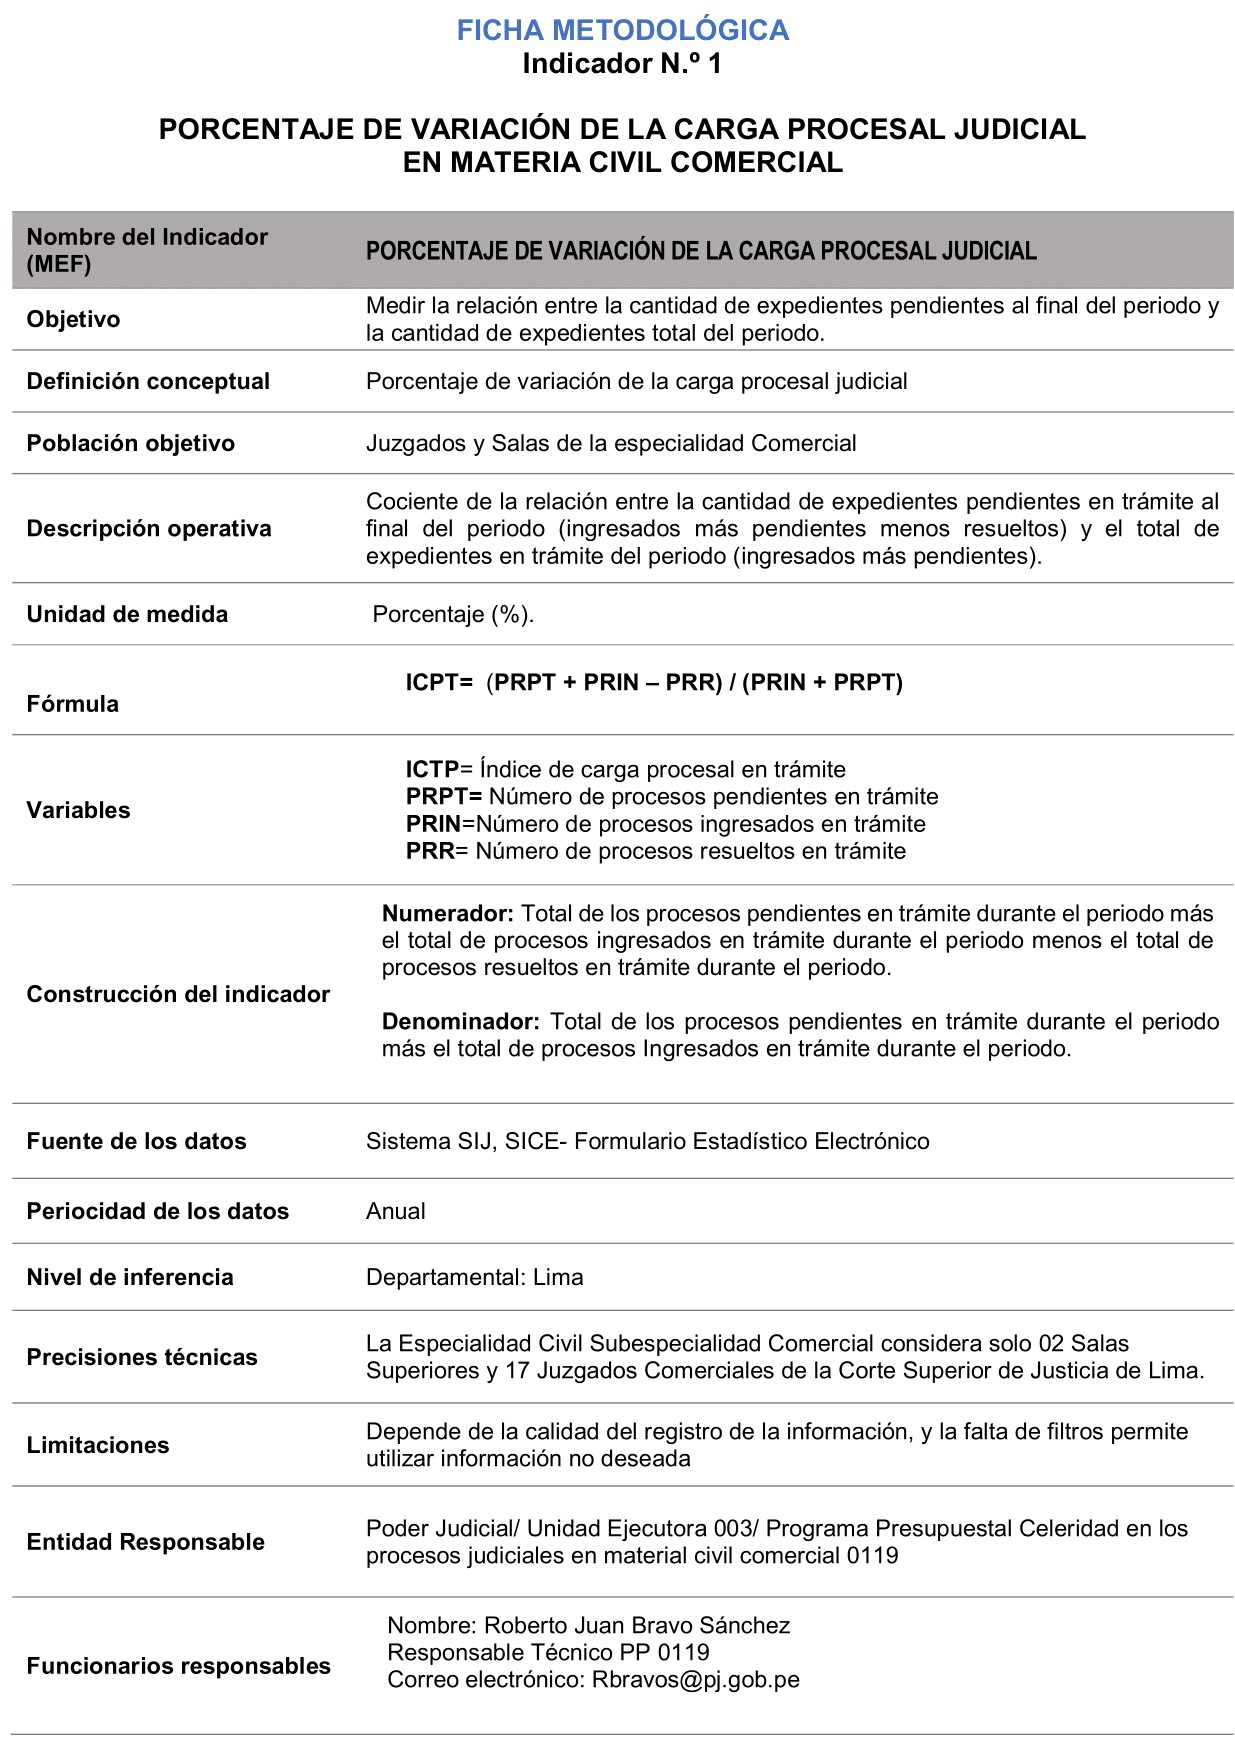 FICHA METODOLÓGICA
Indicador N.º 1
PORCENTAJE DE VARIACIÓN DE LA CARGA PROCESAL JUDICIAL
EN MATERIA CIVIL COMERCIAL
Nombre del Indicador
(MEF)
PORCENTAJE DE VARIACIÓN DE LA CARGA PROCESAL JUDICIAL
Objetivo
Medir la relación entre la cantidad de expedientes pendientes al final del periodo y
la cantidad de expedientes total del periodo.
Definición conceptual
Porcentaje de variación de la carga procesal judicial
Población objetivo
Juzgados y Salas de la especialidad Comercial
Descripción operativa
Cociente de la relación entre la cantidad de expedientes pendientes en trámite al
final del periodo (ingresados más pendientes menos resueltos) y el total de
expedientes en trámite del periodo (ingresados más pendientes).
Unidad de medida
Porcentaje (%).
Fórmula
ICPT= (PRPT + PRIN – PRR) / (PRIN + PRPT)
Variables
ICTP= Índice de carga procesal en trámite
PRPT= Número de procesos pendientes en trámite
PRIN=Número de procesos ingresados en trámite
PRR= Número de procesos resueltos en trámite
Construcción del indicador
Numerador: Total de los procesos pendientes en trámite durante el periodo más
el total de procesos ingresados en trámite durante el periodo menos el total de
procesos resueltos en trámite durante el periodo.
Denominador: Total de los procesos pendientes en trámite durante el periodo
más el total de procesos Ingresados en trámite durante el periodo.
Fuente de los datos
Sistema SIJ, SICE- Formulario Estadístico Electrónico
Periocidad de los datos
Anual
Nivel de inferencia
Departamental: Lima
Precisiones técnicas
La Especialidad Civil Subespecialidad Comercial considera solo 02 Salas
Superiores y 17 Juzgados Comerciales de la Corte Superior de Justicia de Lima.
Limitaciones
Depende de la calidad del registro de la información, y la falta de filtros permite
utilizar información no deseada
Entidad Responsable
Poder Judicial/ Unidad Ejecutora 003/ Programa Presupuestal Celeridad en los
procesos judiciales en material civil comercial 0119
Funcionarios responsables
Nombre: Roberto Juan Bravo Sánchez
Responsable Técnico PP 0119
Correo electrónico: Rbravos@pj.gob.pe